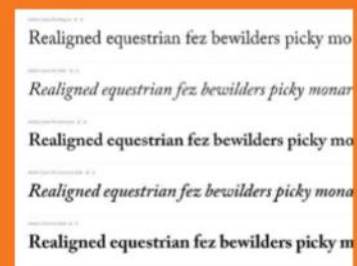 Realigned equestrian fez bewilders picky mo
Realigned equestrian fez bewilders picky monar
Realigned equestrian fez bewilders picky mo
Realigned equestrian fez bewilders picky mona
Realigned equestrian fez bewilders picky m